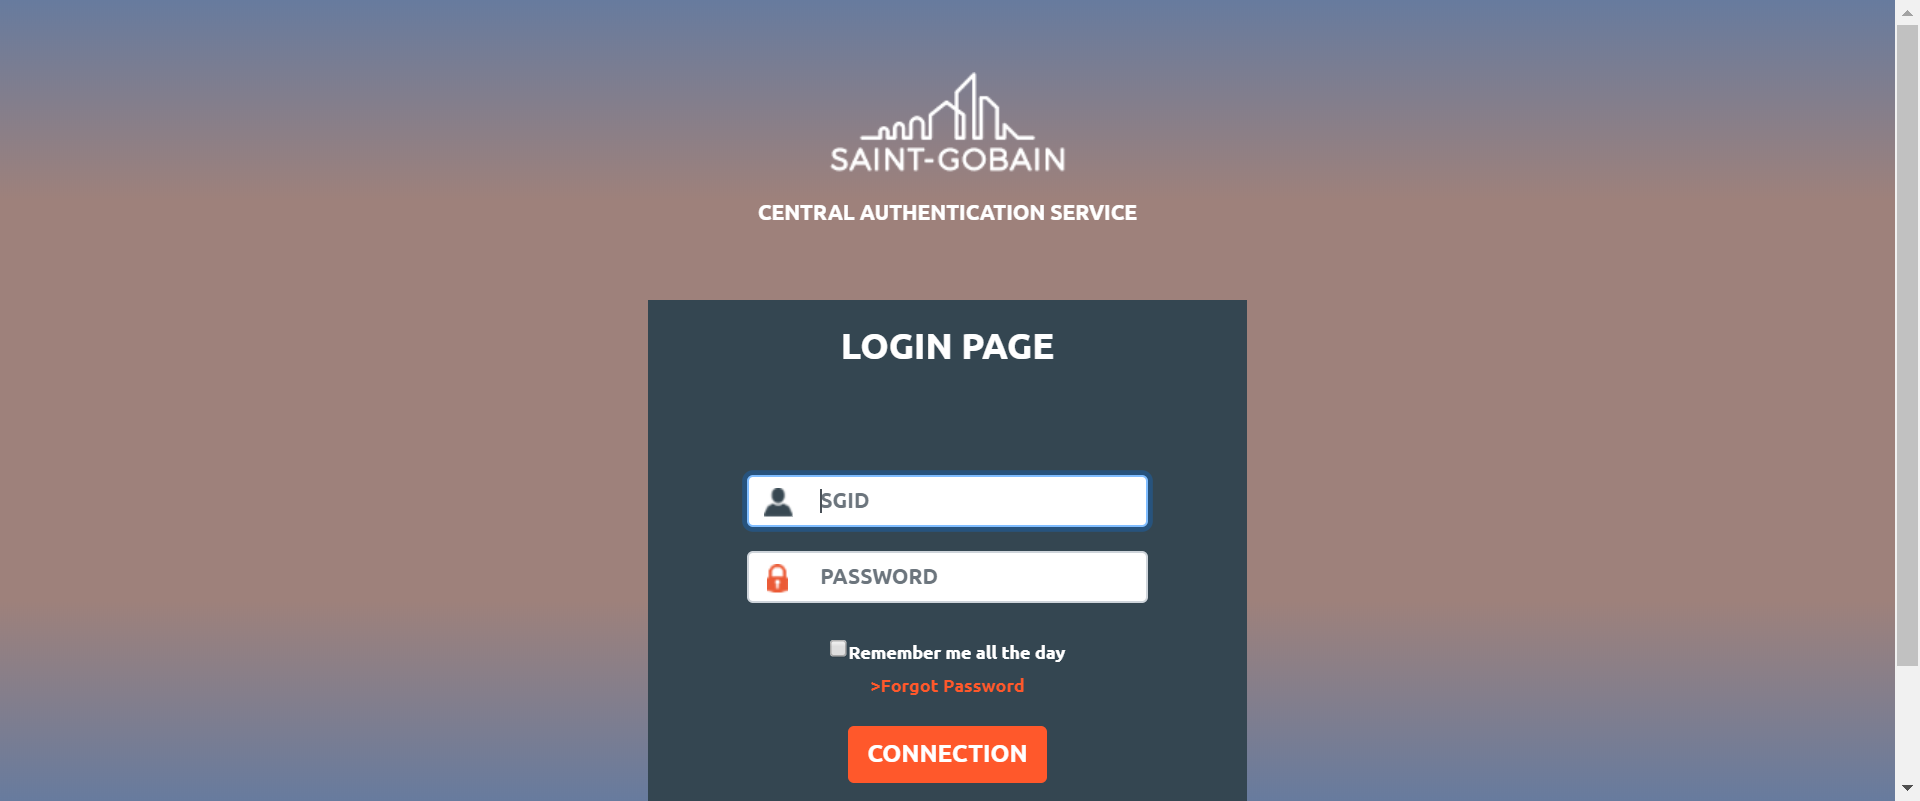 SAINT-GOBAIN
CENTRAL AUTHENTICATION SERVICE
LOGIN PAGE
SGID
PASSWORD
Remember me all the day
>Forgot Password
CONNECTION